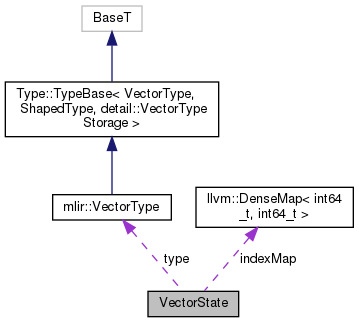 BaseT
Type::TypeBase< VectorType,
ShapedType, detail::VectorType
Storage >
mlir::VectorType
llvm::DenseMap< int64
_t, int64_t >
type
indexMap
VectorState